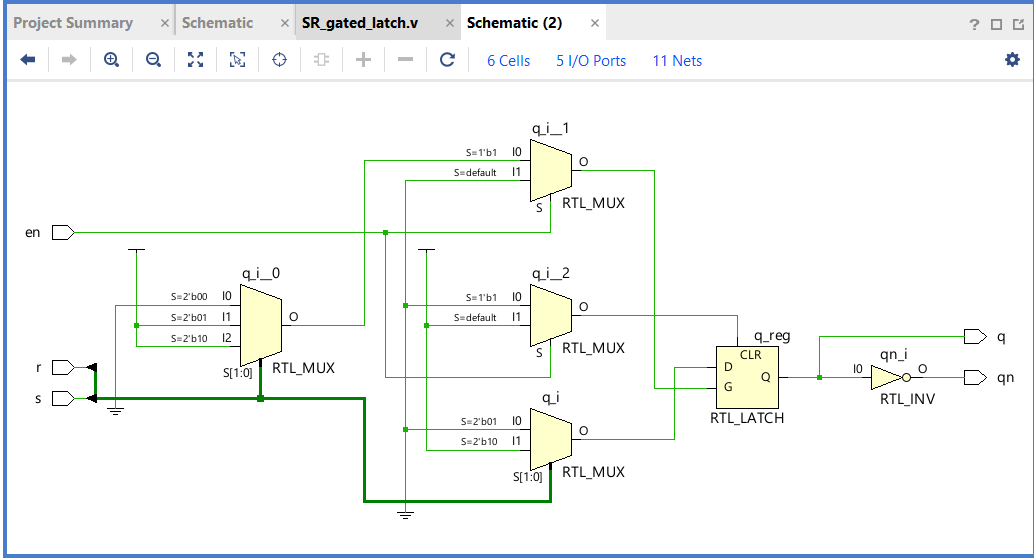 Project Summary × Schematic × SR_gated_latch.v × Schematic (2) × ?
6 Cells 5 I/O Ports 11 Nets
q_i__1
S=1'b1 I0 O
S=default I1
S RTL_MUX
en
q_i__0
S=2'b00 I0 O
S=2'b01 I1
S=2'b10 I2
S[1:0] RTL_MUX
q_i__2
S=1'b1 I0 O
S=default I1
S RTL_MUX
r
s
q_i
S=2'b01 I0 O
S=2'b10 I1
S[1:0] RTL_MUX
q_reg
CLR
D Q
G
RTL_LATCH
q
qn_i
I0 O qn
RTL_INV